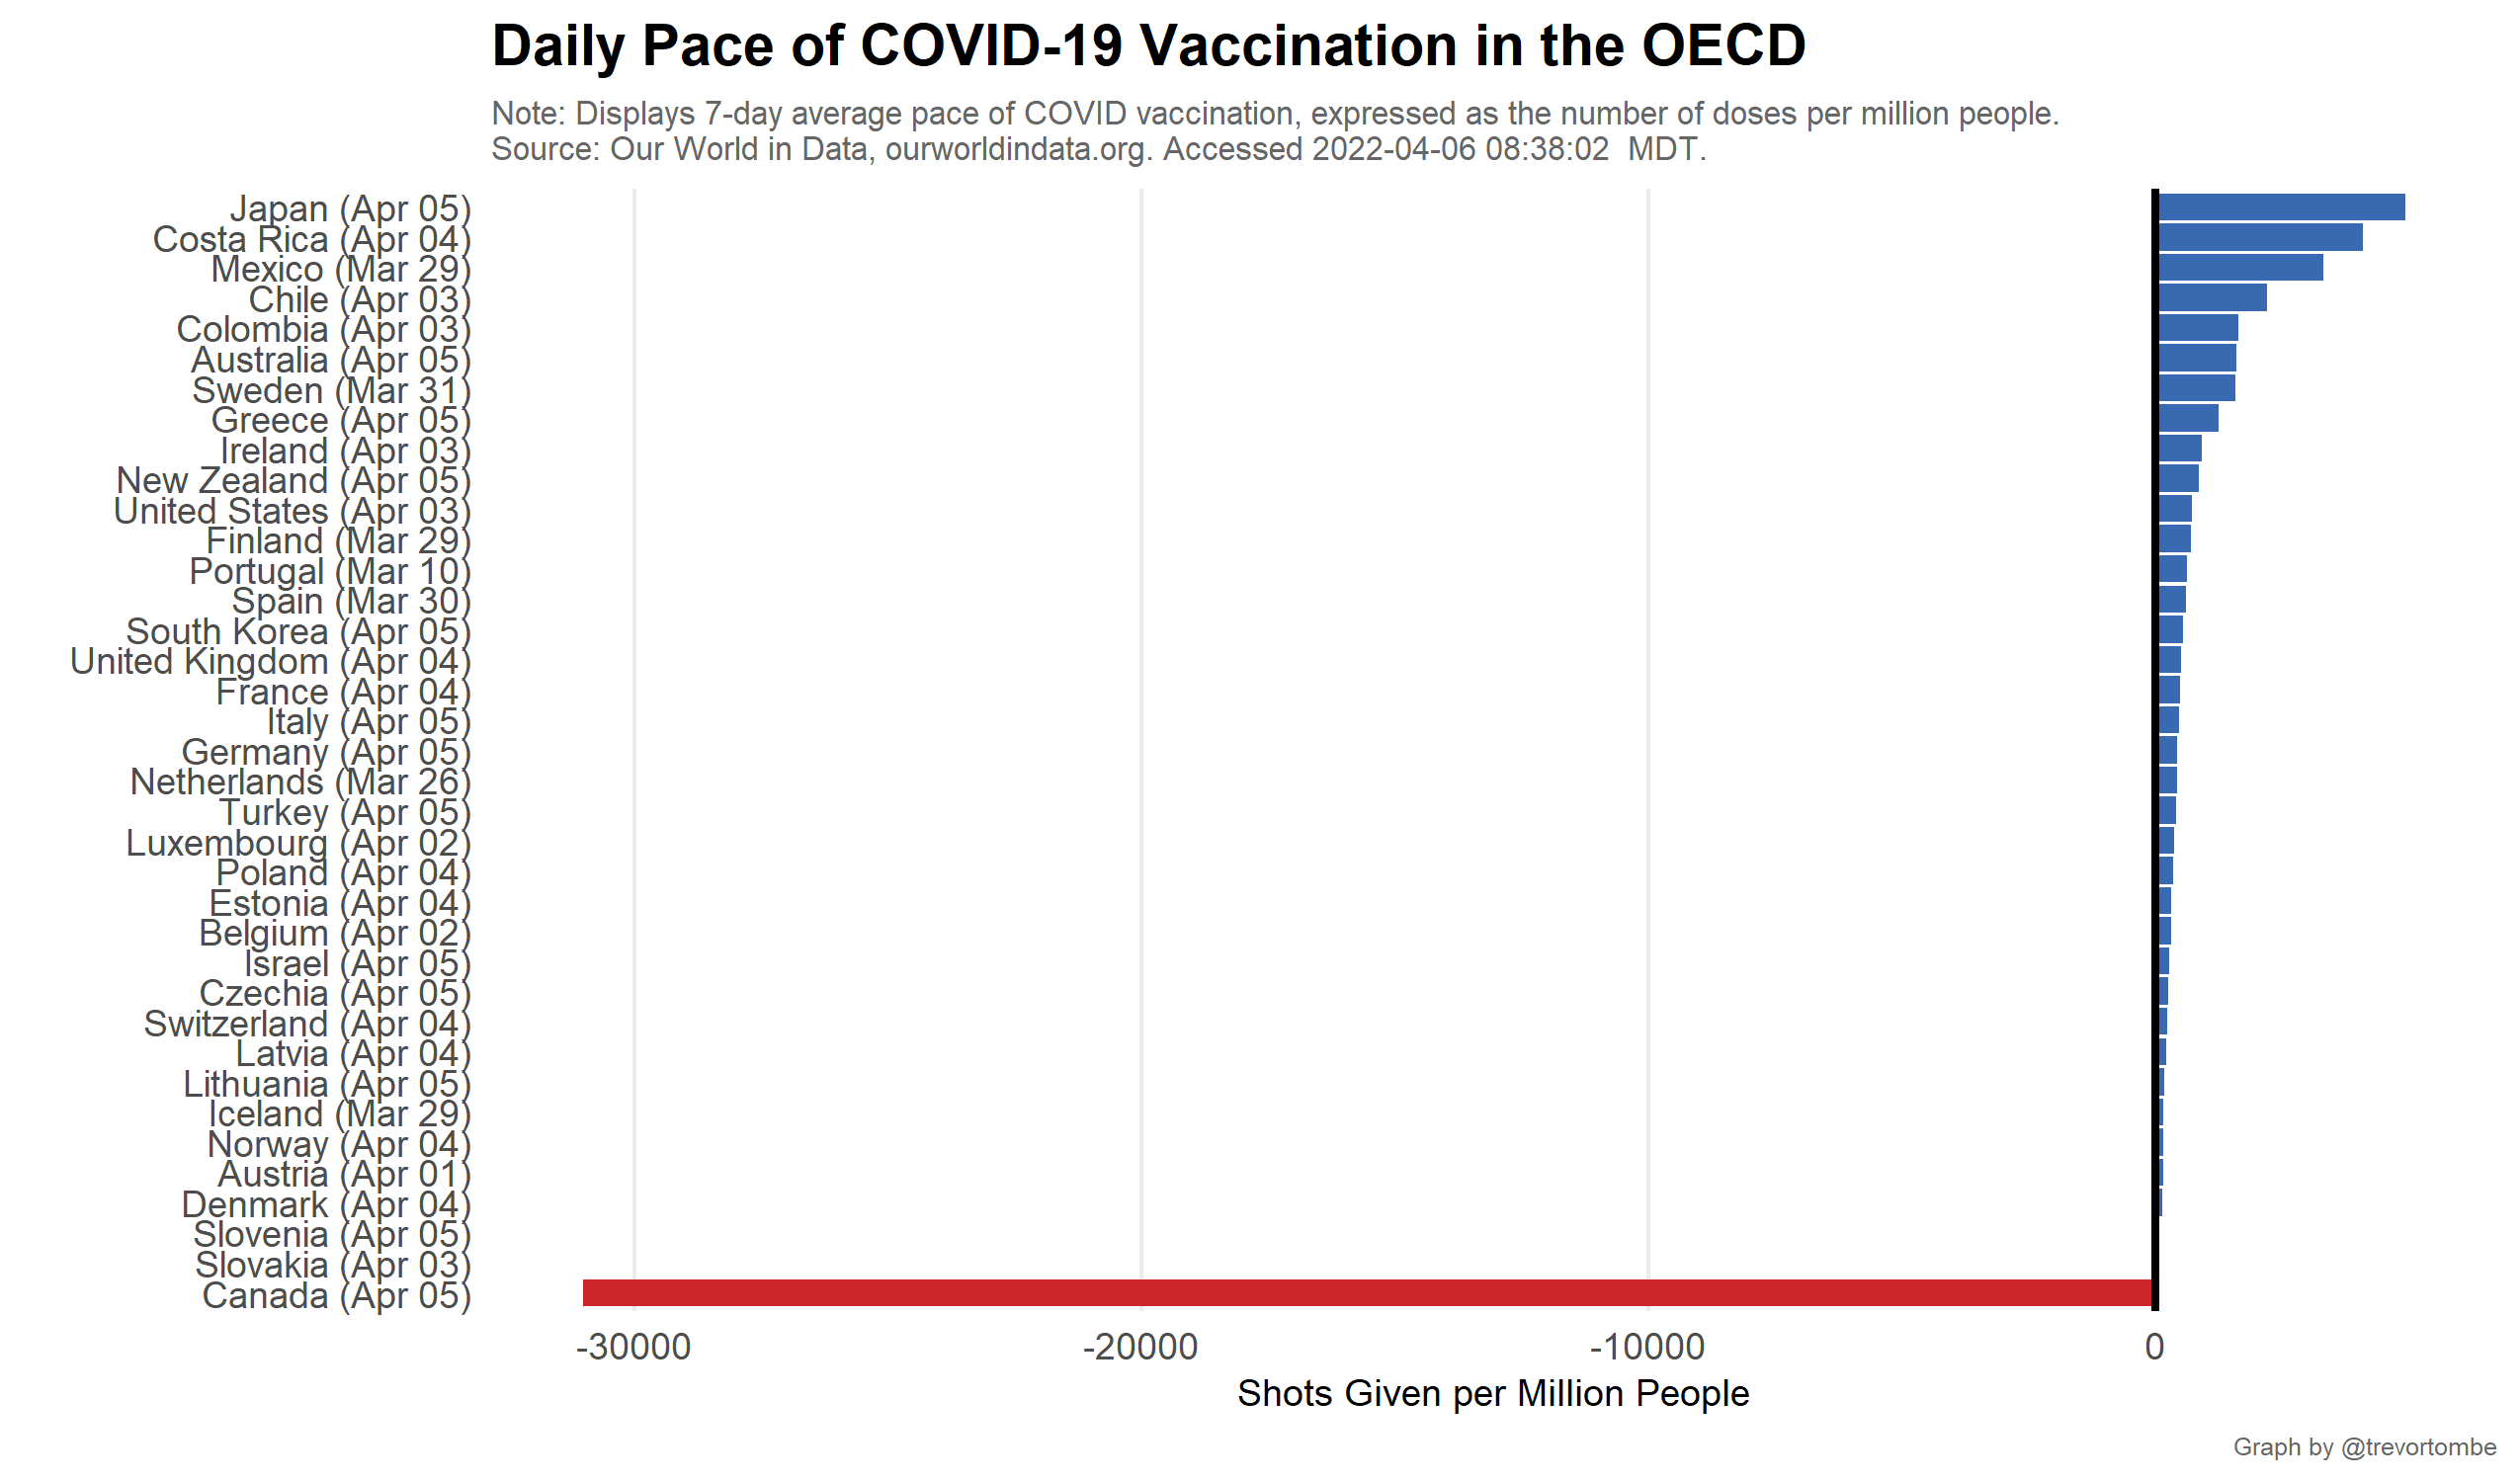 Daily Pace of COVID-19 Vaccination in the OECD
Note: Displays 7-day average pace of COVID vaccination, expressed as the number of doses per million people.
Source: Our World in Data, ourworldindata.org. Accessed 2022-04-06 08:38:02  MDT.
Japan (Apr 05)
Costa Rica (Apr 04)
Mexico (Mar 29)
Chile (Apr 03)
Colombia (Apr 03)
Australia (Apr 05)
Sweden (Mar 31)
Greece (Apr 05)
Ireland (Apr 03)
New Zealand (Apr 05)
United States (Apr 03)
Finland (Mar 29)
Portugal (Mar 10)
Spain (Mar 30)
South Korea (Apr 05)
United Kingdom (Apr 04)
France (Apr 04)
Italy (Apr 05)
Germany (Apr 05)
Netherlands (Mar 26)
Turkey (Apr 05)
Luxembourg (Apr 02)
Poland (Apr 04)
Estonia (Apr 04)
Belgium (Apr 02)
Israel (Apr 05)
Czechia (Apr 05)
Switzerland (Apr 04)
Latvia (Apr 04)
Lithuania (Apr 05)
Iceland (Mar 29)
Norway (Apr 04)
Austria (Apr 01)
Denmark (Apr 04)
Slovenia (Apr 05)
Slovakia (Apr 03)
Canada (Apr 05)
-30000 -20000 -10000 0
Shots Given per Million People
Graph by @trevortombe